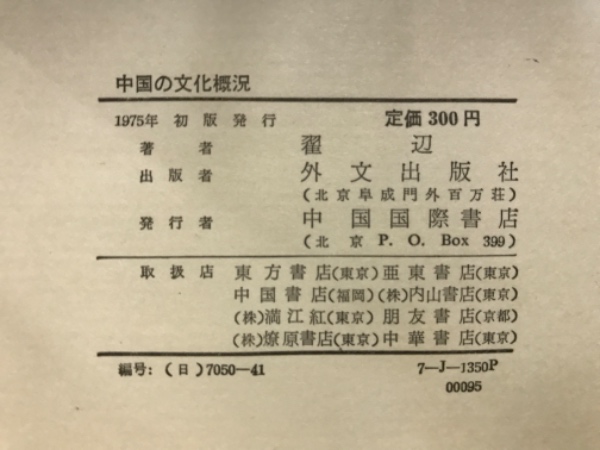 中国の文化概況
1975年 初版発行 定価300円
著者 翟辺
出版者 外文出版社
(北京阜成門外百万荘)
発行者 中国国際書店
(北京 P. O. Box 399)
取扱店 東方書店(東京) 亜東書店(東京)
中国書店(福岡) (株)内山書店(東京)
(株)満江紅(東京) 朋友書店(京都)
(株)燎原書店(東京) 中華書店(東京)
編号: (日)7050—41 7—J—1350P
00095